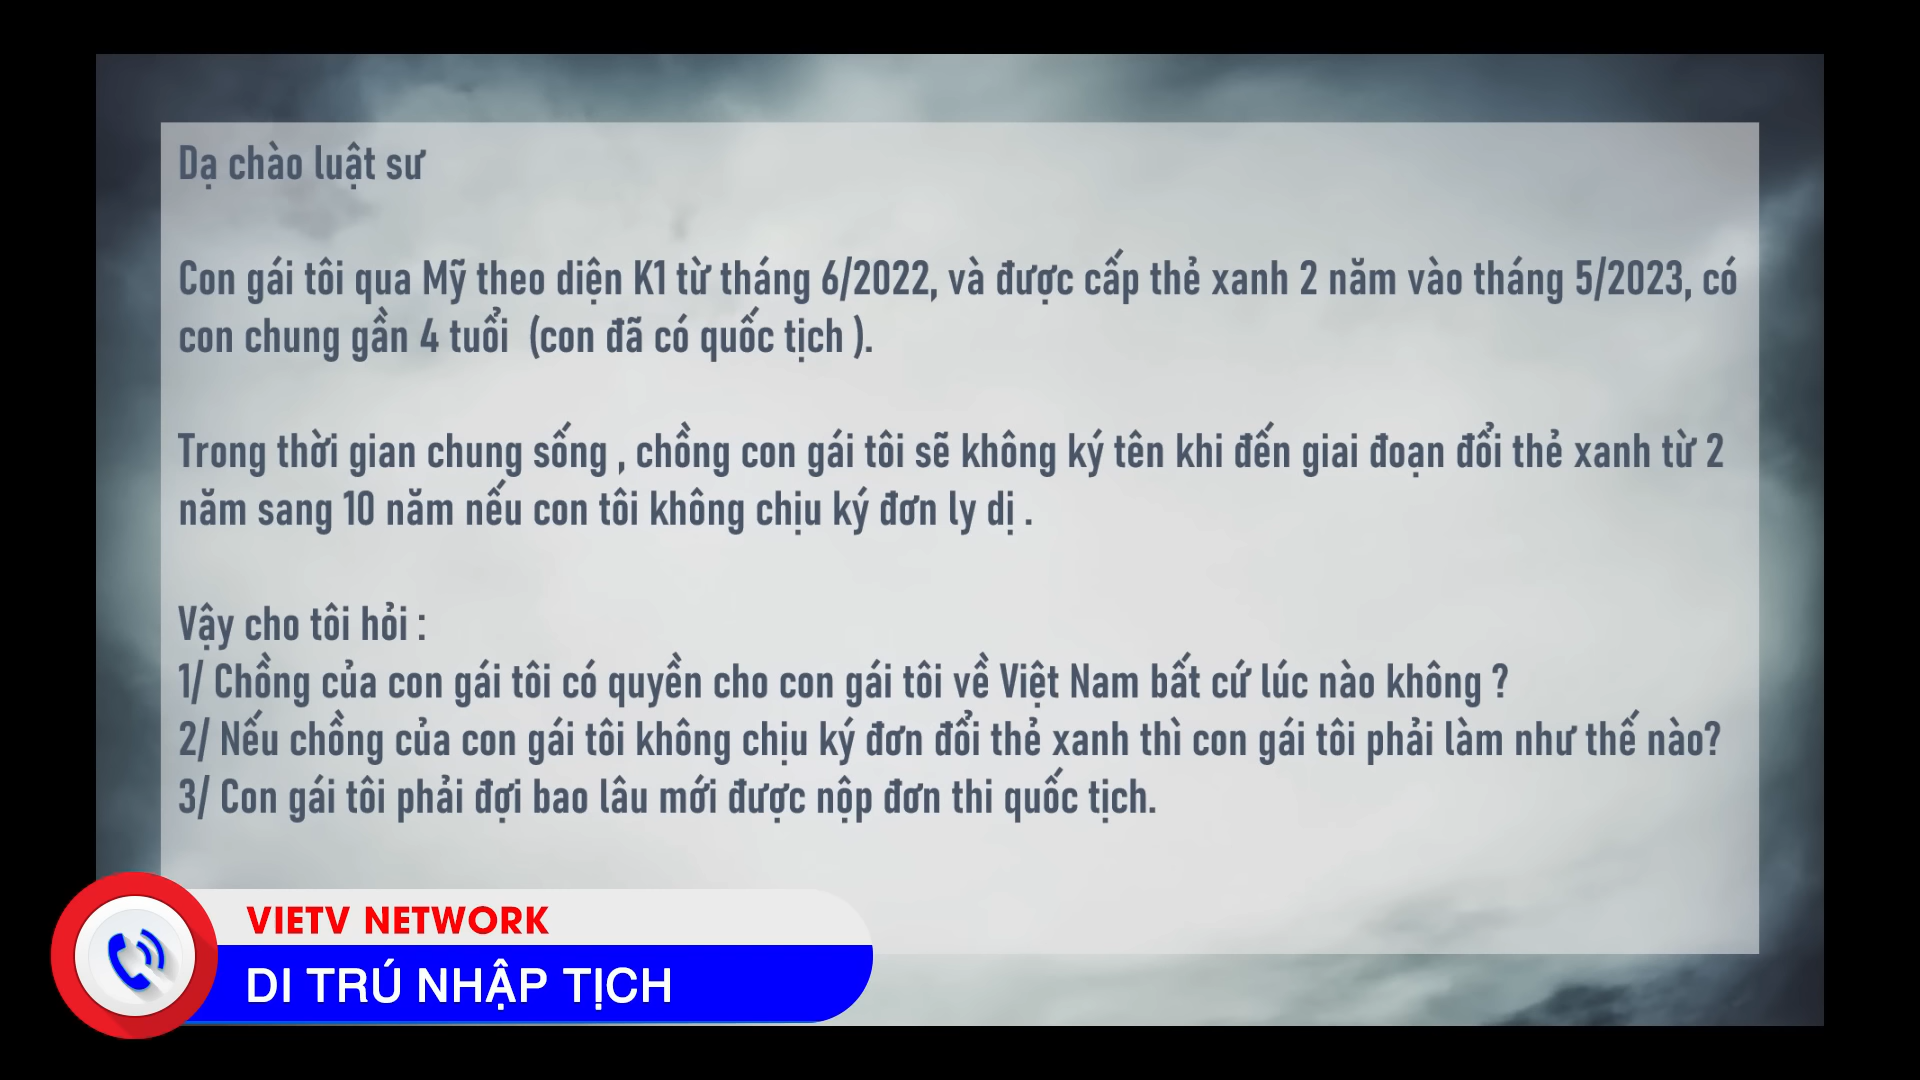 Dạ chào luật sư
Con gái tôi qua Mỹ theo diện K1 từ tháng 6/2022, và được cấp thẻ xanh 2 năm vào tháng 5/2023, có
con chung gần 4 tuổi  (con đã có quốc tịch ).
Trong thời gian chung sống , chồng con gái tôi sẽ không ký tên khi đến giai đoạn đổi thẻ xanh từ 2
năm sang 10 năm nếu con tôi không chịu ký đơn ly dị .
Vậy cho tôi hỏi :
1/ Chồng của con gái tôi có quyền cho con gái tôi về Việt Nam bất cứ lúc nào không ?
2/ Nếu chồng của con gái tôi không chịu ký đơn đổi thẻ xanh thì con gái tôi phải làm như thế nào?
3/ Con gái tôi phải đợi bao lâu mới được nộp đơn thi quốc tịch.
VIETV NETWORK
DI TRÚ NHẬP TỊCH